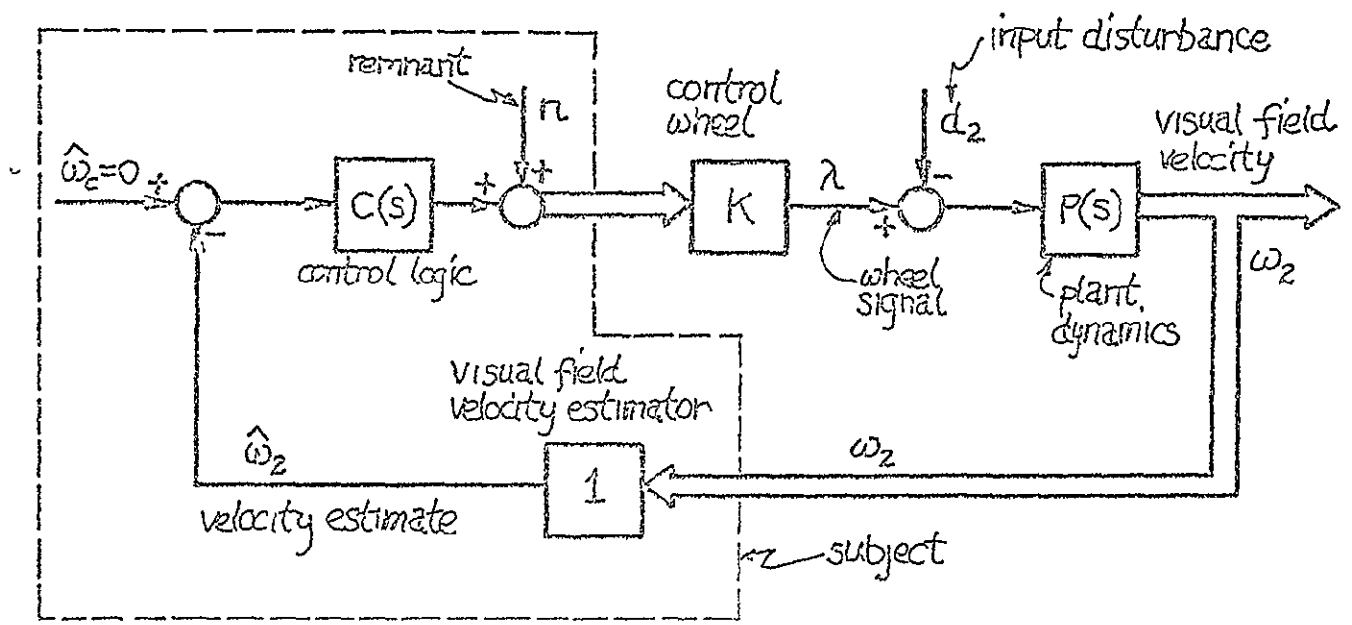 input disturbance
remnant
n
control
wheel
d₂
visual field
velocity
ω̂c=0
+
+
+
C(S)
K
λ
-
+
P(S)
-
control logic
wheel
signal
plant
dynamics
ω₂
visual field
velocity estimator
ω̂₂
1
ω₂
velocity estimate
subject